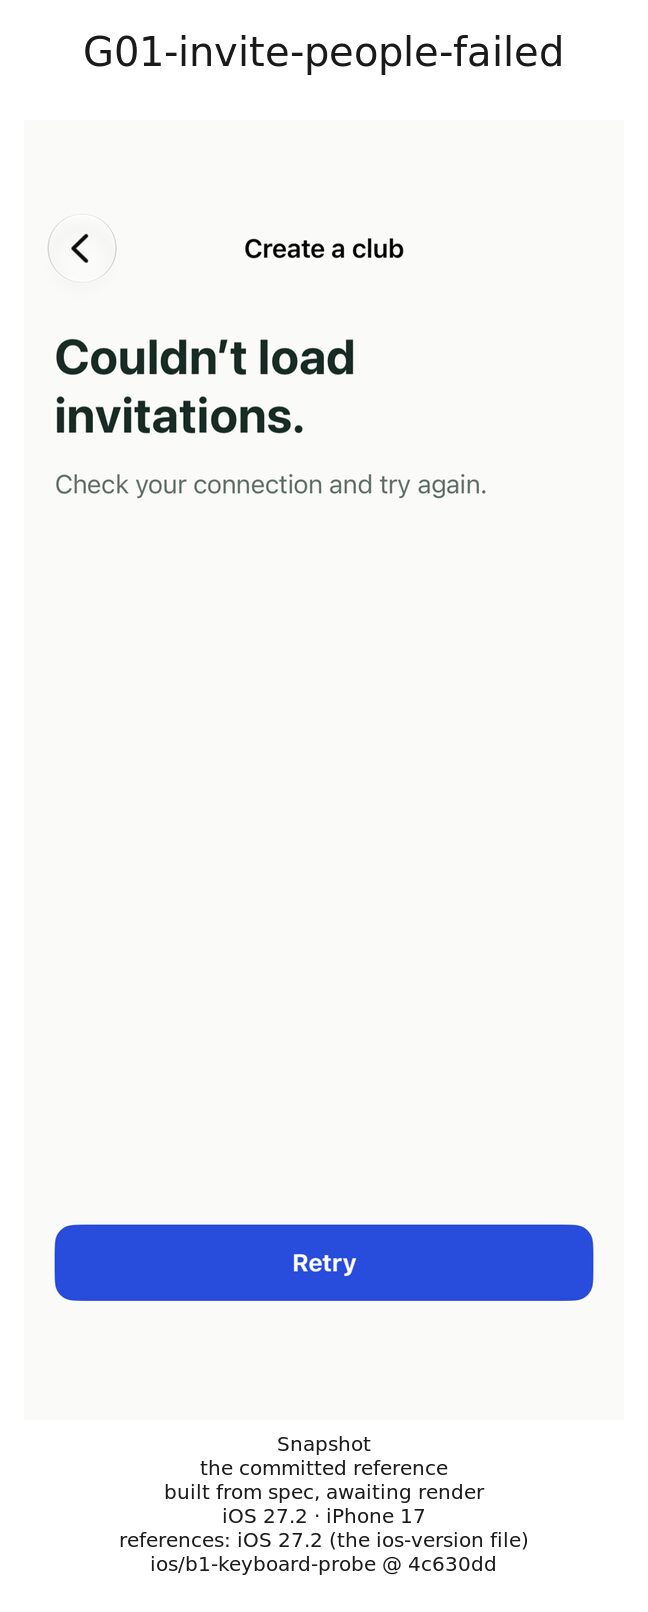 G01-invite-people-failed
Create a club
Couldn’t load
invitations.
Check your connection and try again.
Retry
Snapshot
the committed reference
built from spec, awaiting render
iOS 27.2 · iPhone 17
references: iOS 27.2 (the ios-version file)
ios/b1-keyboard-probe @ 4c630dd